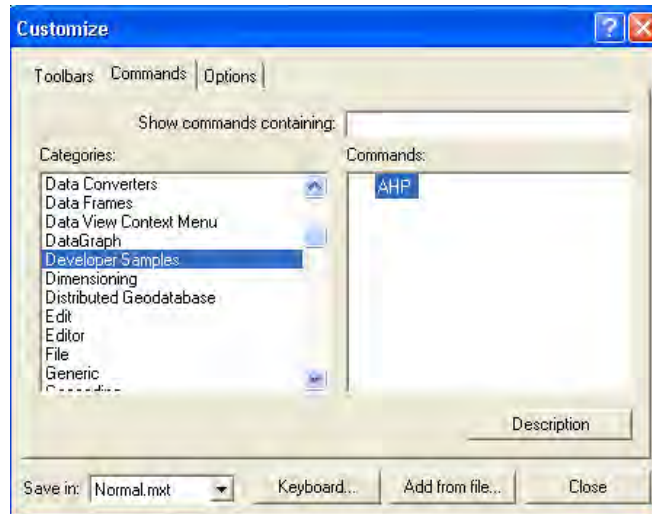 Customize
Toolbars Commands Options
Show commands containing:
Categories: Commands:
Data Converters
AHP
Data Frames
Data View Context Menu
DataGraph
Developer Samples
Dimensioning
Distributed Geodatabase
Edit
Editor
File
Generic
Description
Save in: Normal.mxt Keyboard... Add from file... Close